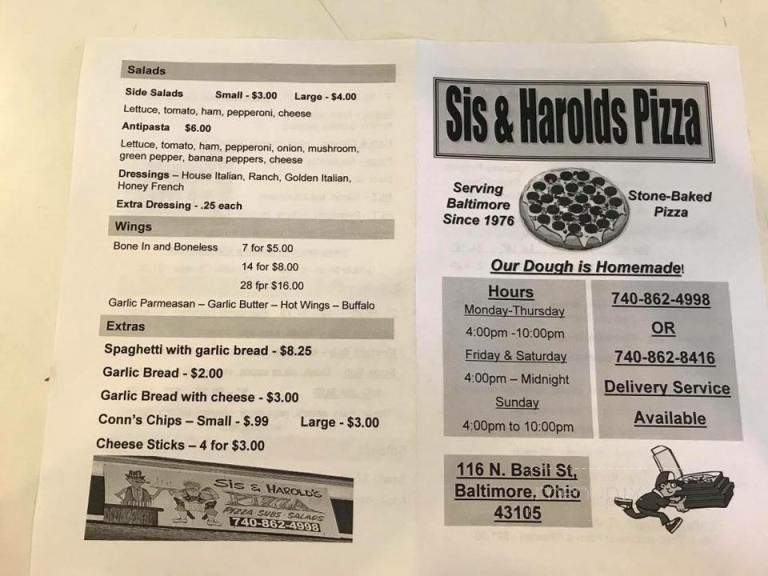 Salads
Side Salads Small - $3.00 Large - $4.00
Lettuce, tomato, ham, pepperoni, cheese
Antipasta $6.00
Lettuce, tomato, ham, pepperoni, onion, mushroom,
green pepper, banana peppers, cheese
Dressings – House Italian, Ranch, Golden Italian,
Honey French
Extra Dressing - .25 each
Wings
Bone In and Boneless 7 for $5.00
14 for $8.00
28 fpr $16.00
Garlic Parmeasan – Garlic Butter – Hot Wings – Buffalo
Extras
Spaghetti with garlic bread - $8.25
Garlic Bread - $2.00
Garlic Bread with cheese - $3.00
Conn's Chips – Small - $.99 Large - $3.00
Cheese Sticks – 4 for $3.00
SIS & HAROLD'S
PIZZA
PIZZA SUBS SALADS
740-862-4998
Sis & Harolds Pizza
Serving
Baltimore
Since 1976
Stone-Baked
Pizza
Our Dough is Homemade!
Hours
Monday-Thursday
4:00pm -10:00pm
Friday & Saturday
4:00pm – Midnight
Sunday
4:00pm to 10:00pm
740-862-4998
OR
740-862-8416
Delivery Service
Available
116 N. Basil St,
Baltimore, Ohio
43105